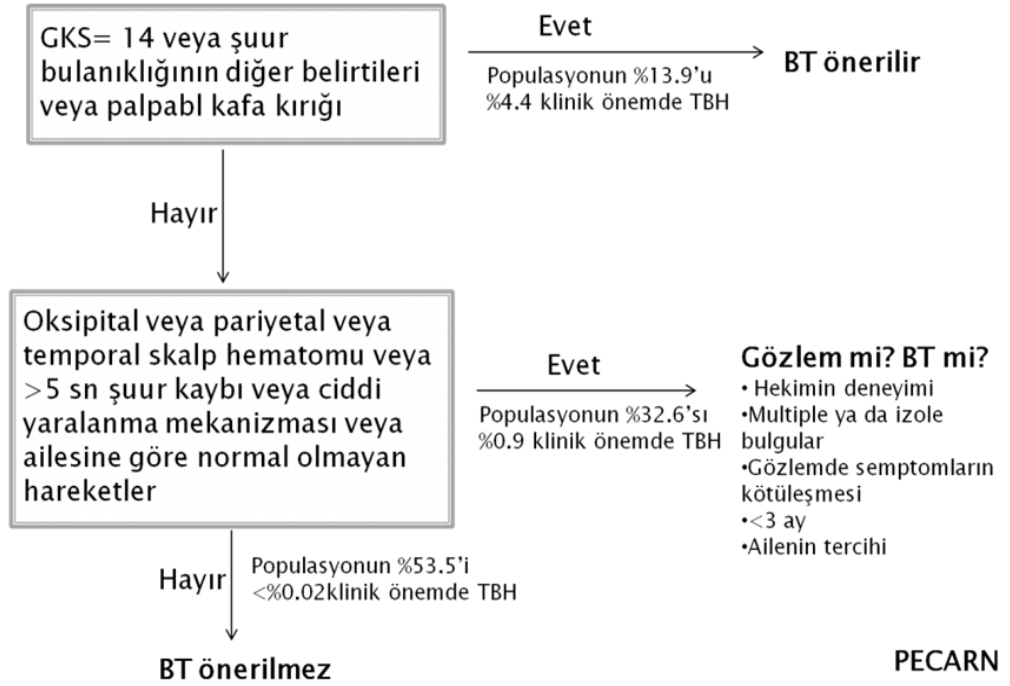 GKS= 14 veya şuur
bulanıklığının diğer belirtileri
veya palpabl kafa kırığı
Evet
Populasyonun %13.9’u
%4.4 klinik önemde TBH
BT önerilir
Hayır
Oksipital veya pariyetal veya
temporal skalp hematomu veya
>5 sn şuur kaybı veya ciddi
yaralanma mekanizması veya
ailesine göre normal olmayan
hareketler
Evet
Populasyonun %32.6’sı
%0.9 klinik önemde TBH
Gözlem mi? BT mi?
• Hekimin deneyimi
•Multiple ya da izole
bulgular
•Gözlemde semptomların
kötüleşmesi
•<3 ay
•Ailenin tercihi
Hayır
Populasyonun %53.5’i
<%0.02klinik önemde TBH
BT önerilmez
PECARN